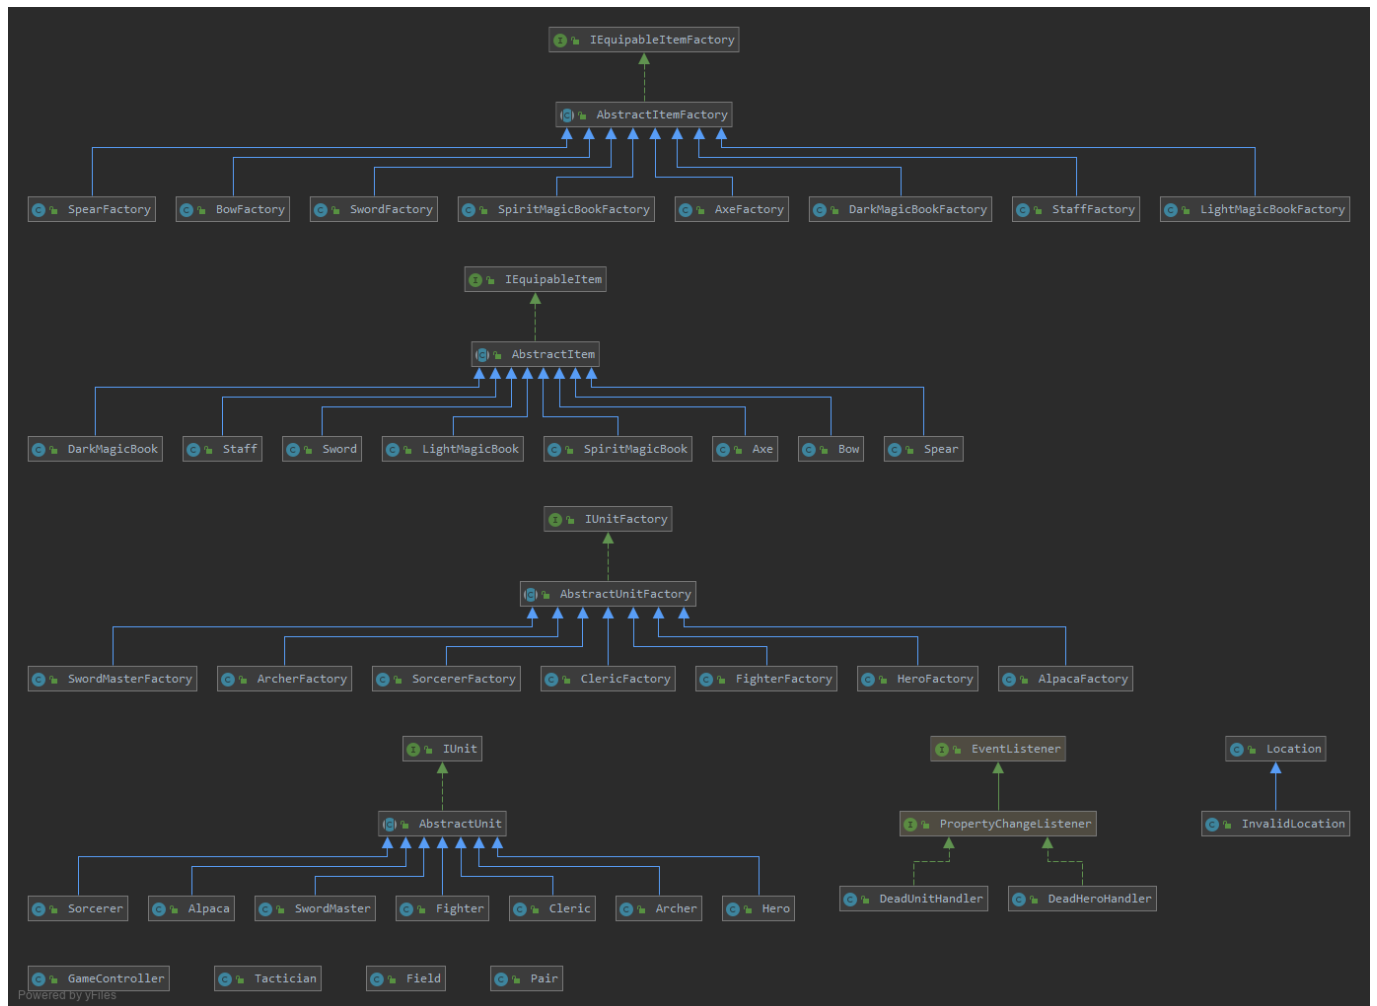 IEquipableItemFactory
AbstractItemFactory
SpearFactory BowFactory SwordFactory SpiritMagicBookFactory AxeFactory DarkMagicBookFactory StaffFactory LightMagicBookFactory
IEquipableItem
AbstractItem
DarkMagicBook Staff Sword LightMagicBook SpiritMagicBook Axe Bow Spear
IUnitFactory
AbstractUnitFactory
SwordMasterFactory ArcherFactory SorcererFactory ClericFactory FighterFactory HeroFactory AlpacaFactory
IUnit EventListener Location
AbstractUnit PropertyChangeListener InvalidLocation
DeadUnitHandler DeadHeroHandler
Sorcerer Alpaca SwordMaster Fighter Cleric Archer Hero
GameController Tactician Field Pair
Powered by yFiles